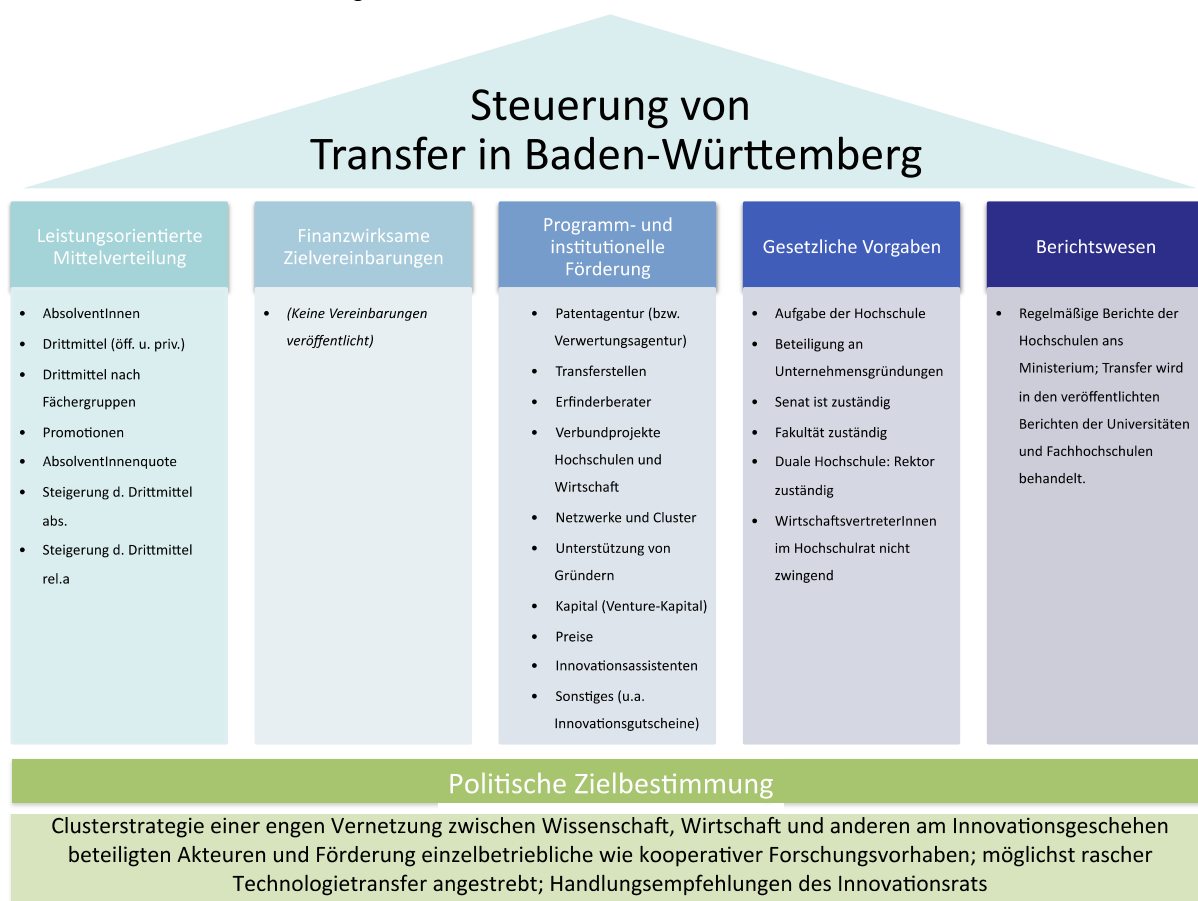 Steuerung von
Transfer in Baden-Württemberg
Leistungsorientierte
Mittelverteilung
• AbsolventInnen
• Drittmittel (öff. u. priv.)
• Drittmittel nach
Fächergruppen
• Promotionen
• AbsolventInnenquote
• Steigerung d. Drittmittel
abs.
• Steigerung d. Drittmittel
rel.a
Finanzwirksame
Zielvereinbarungen
• (Keine Vereinbarungen
veröffentlicht)
Programm- und
institutionelle
Förderung
• Patentagentur (bzw.
Verwertungsagentur)
• Transferstellen
• Erfinderberater
• Verbundprojekte
Hochschulen und
Wirtschaft
• Netzwerke und Cluster
• Unterstützung von
Gründern
• Kapital (Venture-Kapital)
• Preise
• Innovationsassistenten
• Sonstiges (u.a.
Innovationsgutscheine)
Gesetzliche Vorgaben
• Aufgabe der Hochschule
• Beteiligung an
Unternehmensgründungen
• Senat ist zuständig
• Fakultät zuständig
• Duale Hochschule: Rektor
zuständig
• WirtschaftsvertreterInnen
im Hochschulrat nicht
zwingend
Berichtswesen
• Regelmäßige Berichte der
Hochschulen ans
Ministerium; Transfer wird
in den veröffentlichten
Berichten der Universitäten
und Fachhochschulen
behandelt.
Politische Zielbestimmung
Clusterstrategie einer engen Vernetzung zwischen Wissenschaft, Wirtschaft und anderen am Innovationsgeschehen
beteiligten Akteuren und Förderung einzelbetriebliche wie kooperativer Forschungsvorhaben; möglichst rascher
Technologietransfer angestrebt; Handlungsempfehlungen des Innovationsrats